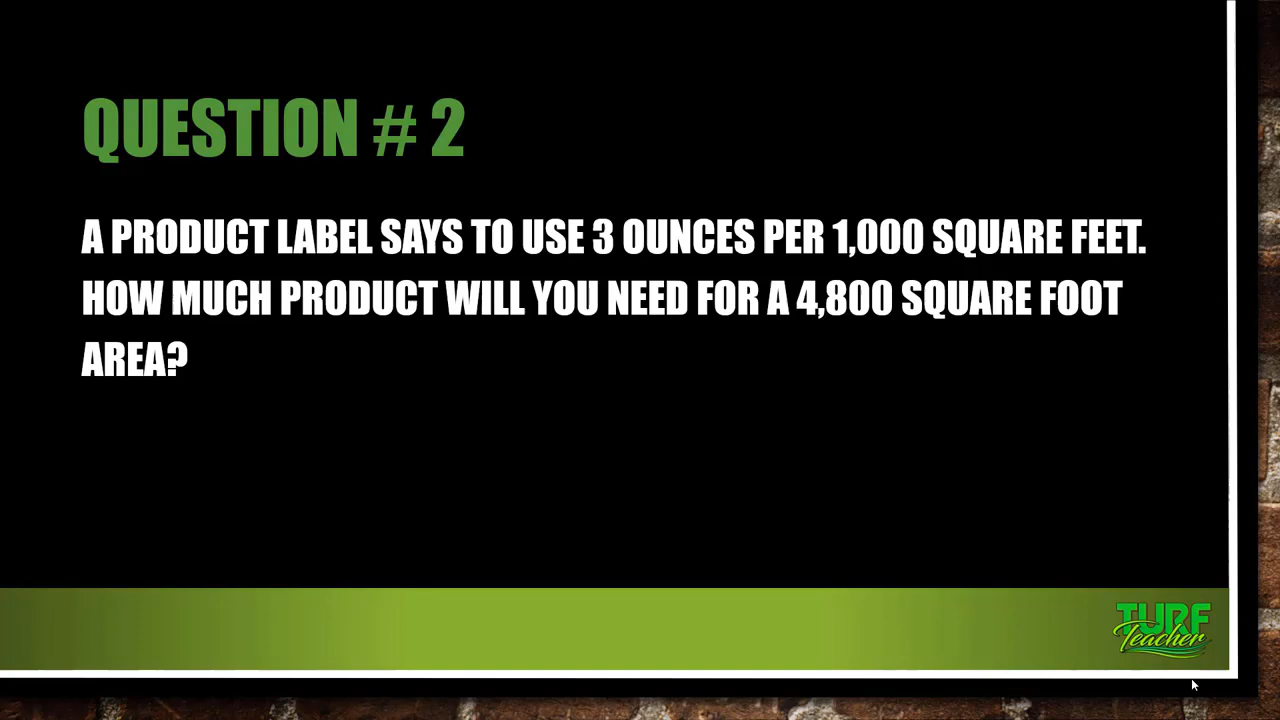 QUESTION # 2
A PRODUCT LABEL SAYS TO USE 3 OUNCES PER 1,000 SQUARE FEET.
HOW MUCH PRODUCT WILL YOU NEED FOR A 4,800 SQUARE FOOT
AREA?
TURF
Teacher